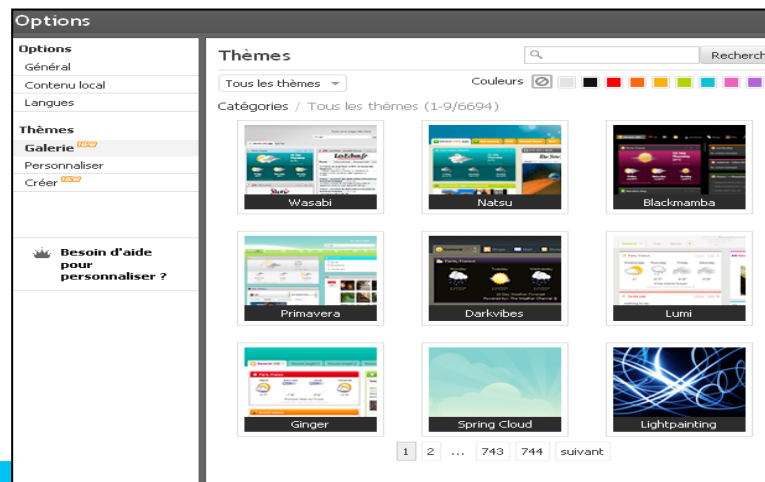 Options
Options
Général
Contenu local
Langues
Thèmes
Galerie NEW
Personnaliser
Créer NEW
Besoin d'aide
pour
personnaliser ?
Thèmes
Recherch
Tous les thèmes
Couleurs
Catégories / Tous les thèmes (1-9/6694)
Wasabi
Natsu
Blackmamba
Primavera
Darkvibes
Lumi
Ginger
Spring Cloud
Lightpainting
1 2 ... 743 744 suivant